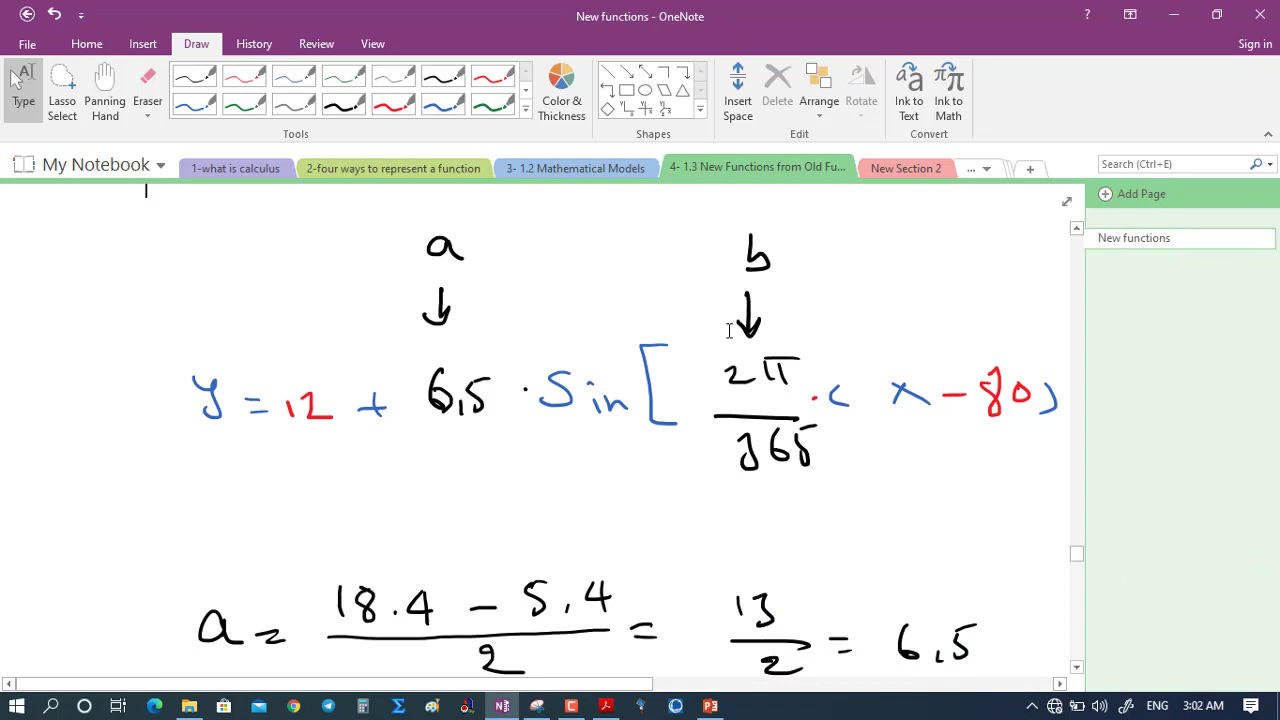 New functions - OneNote
? Sign in
File Home Insert Draw History Review View
Type
Lasso Select
Panning Hand
Eraser
Color & Thickness
Insert Space
Delete
Arrange
Rotate
Ink to Text
Ink to Math
Tools Shapes Edit Convert
My Notebook 1-what is calculus 2-four ways to represent a function 3- 1.2 Mathematical Models 4- 1.3 New Functions from Old Fu... New Section 2 ... Search (Ctrl+E)
Add Page
New functions
a b
↓ ↓
y = 12 + 6,5 · Sin [ 2π/365 · ( x - 80 )
a = 18.4 - 5.4 / 2 = 13/2 = 6,5
ENG 3:02 AM